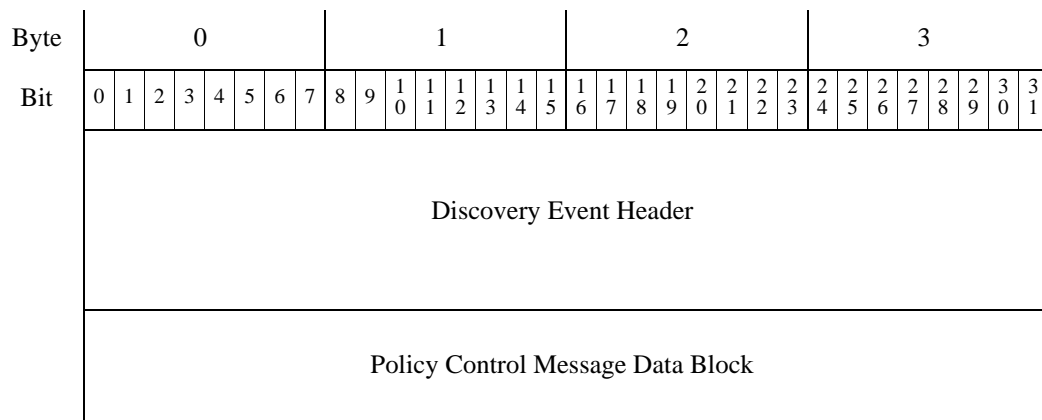 Byte 0 1 2 3
Bit 0 1 2 3 4 5 6 7 8 9 10 11 12 13 14 15 16 17 18 19 20 21 22 23 24 25 26 27 28 29 30 31
Discovery Event Header
Policy Control Message Data Block